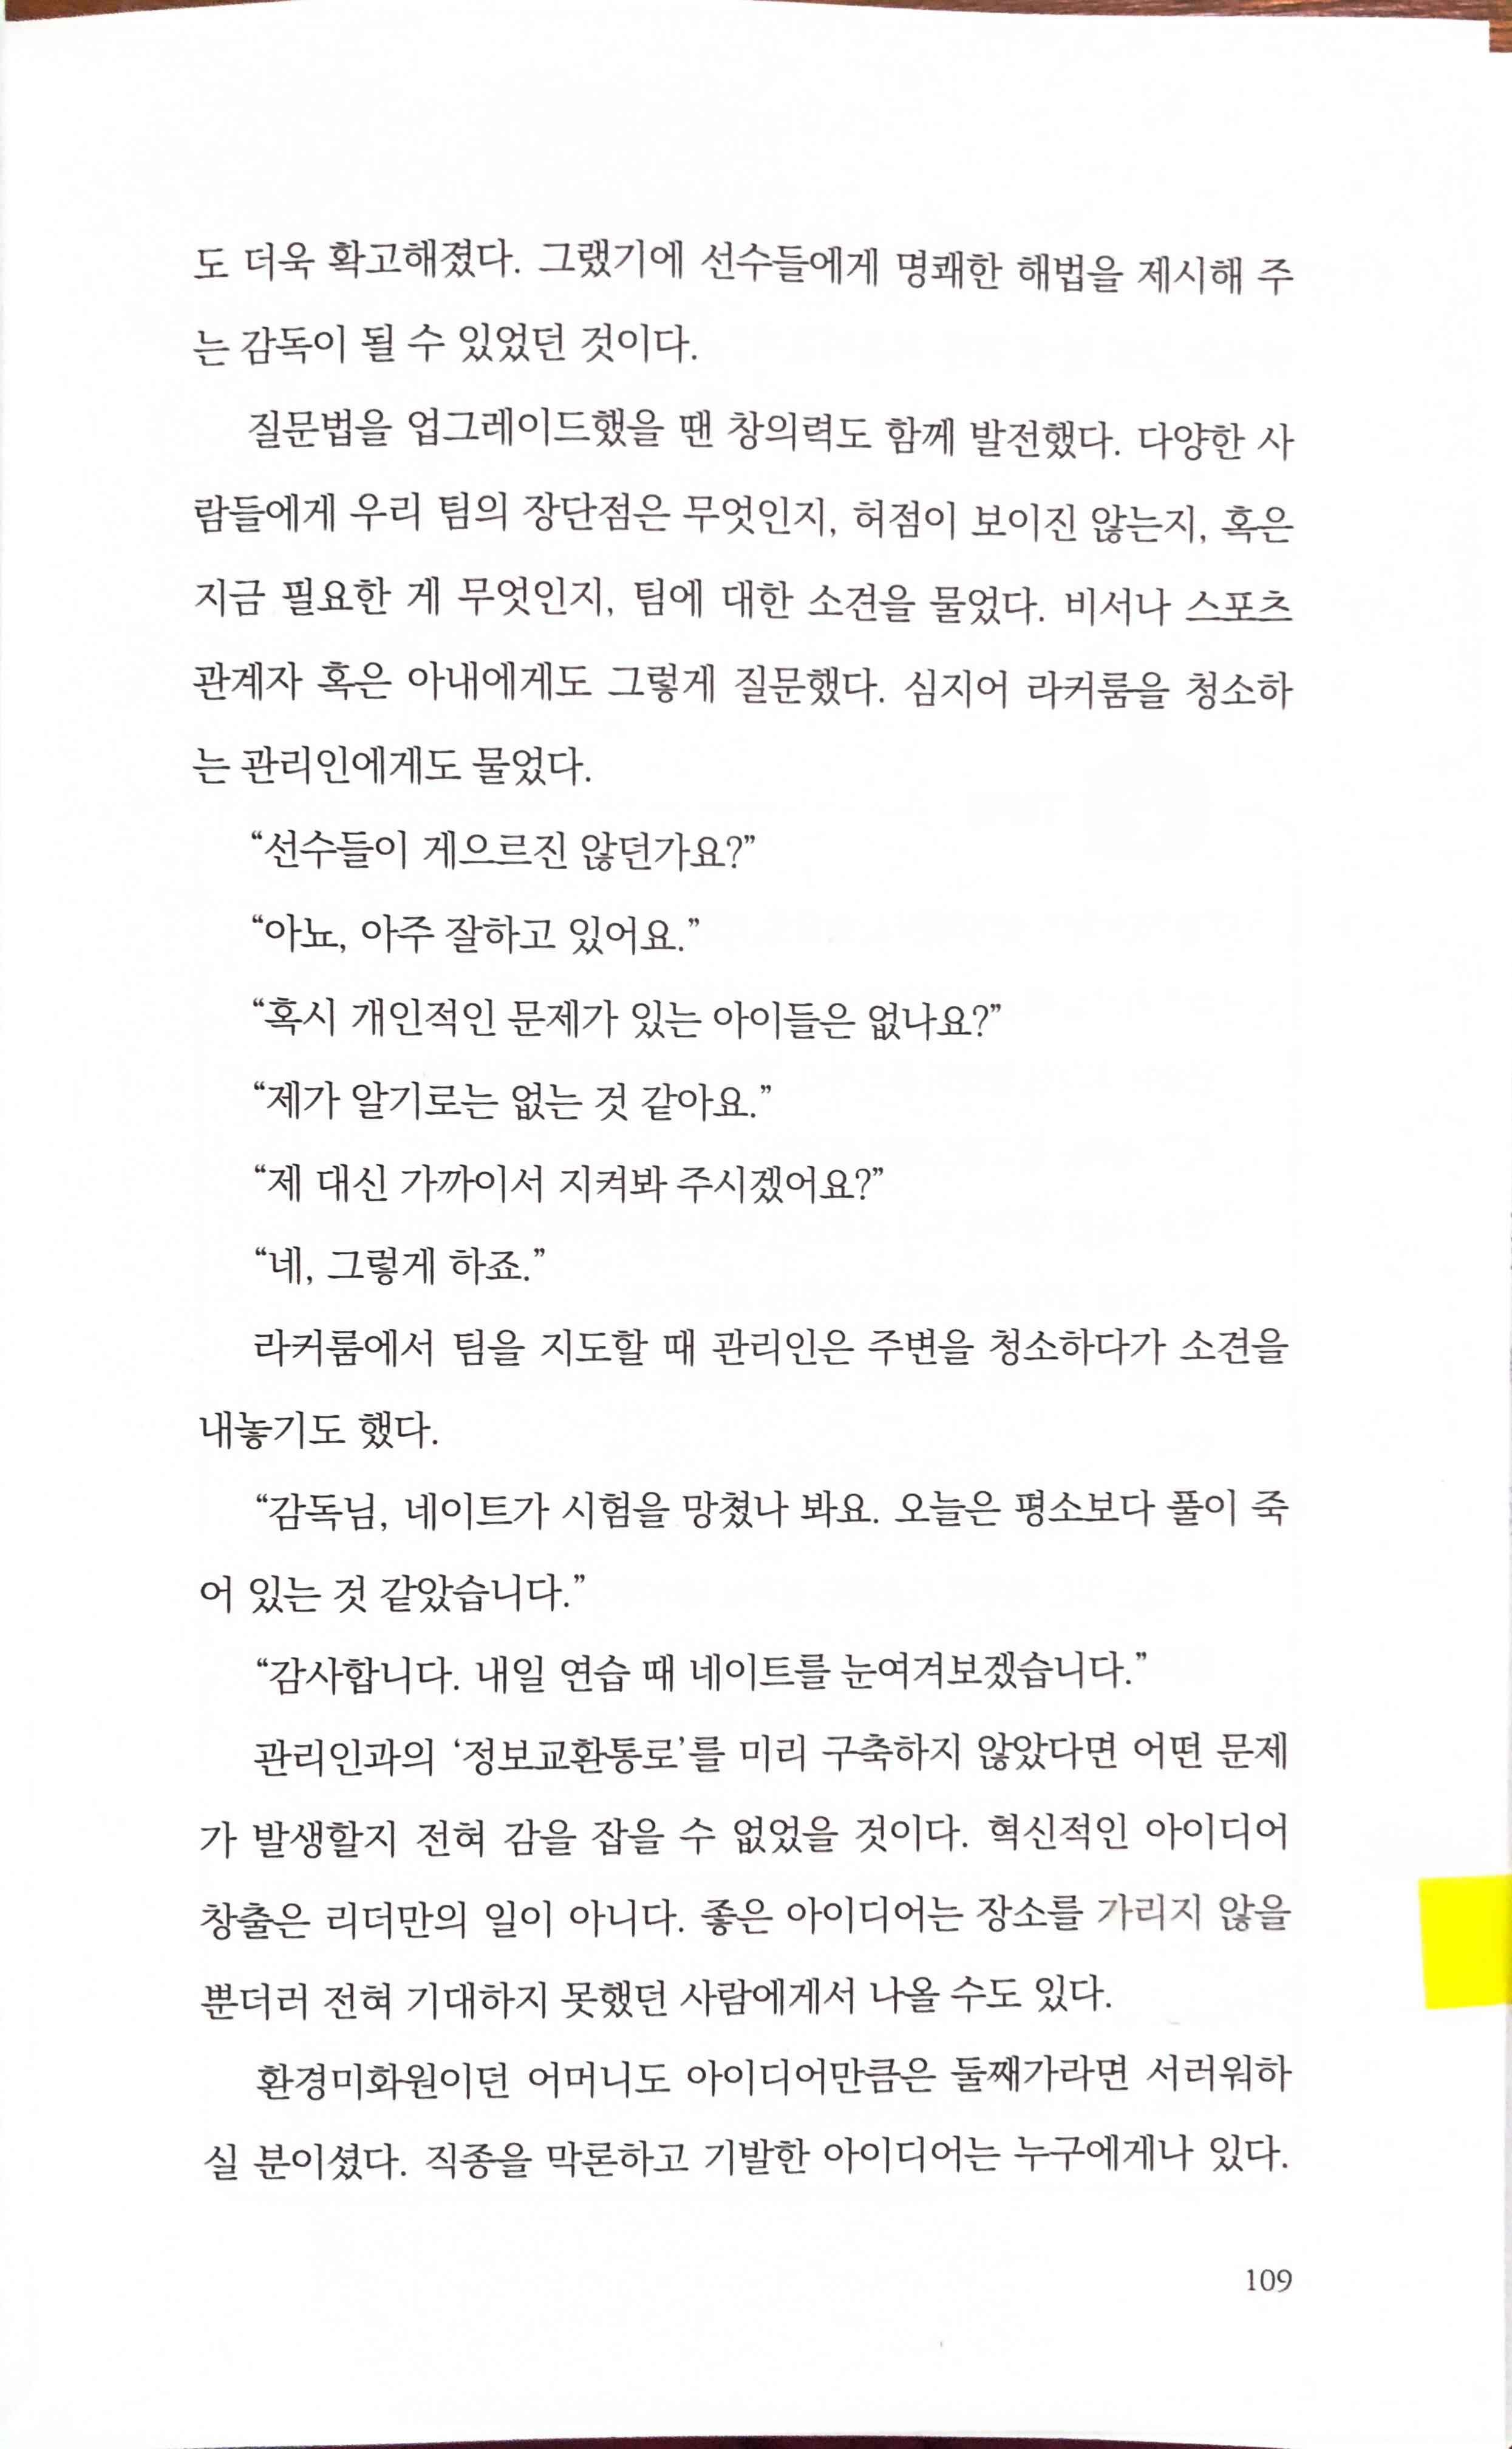 도 더욱 확고해졌다. 그랬기에 선수들에게 명쾌한 해법을 제시해 주
는 감독이 될 수 있었던 것이다.
질문법을 업그레이드했을 땐 창의력도 함께 발전했다. 다양한 사
람들에게 우리 팀의 장단점은 무엇인지, 허점이 보이진 않는지, 혹은
지금 필요한 게 무엇인지, 팀에 대한 소견을 물었다. 비서나 스포츠
관계자 혹은 아내에게도 그렇게 질문했다. 심지어 라커룸을 청소하
는 관리인에게도 물었다.
“선수들이 게으르진 않던가요?”
“아뇨, 아주 잘하고 있어요.”
“혹시 개인적인 문제가 있는 아이들은 없나요?”
“제가 알기로는 없는 것 같아요.”
“제 대신 가까이서 지켜봐 주시겠어요?”
“네, 그렇게 하죠.”
라커룸에서 팀을 지도할 때 관리인은 주변을 청소하다가 소견을
내놓기도 했다.
“감독님, 네이트가 시험을 망쳤나 봐요. 오늘은 평소보다 풀이 죽
어 있는 것 같았습니다.”
“감사합니다. 내일 연습 때 네이트를 눈여겨보겠습니다.”
관리인과의 ‘정보교환통로’를 미리 구축하지 않았다면 어떤 문제
가 발생할지 전혀 감을 잡을 수 없었을 것이다. 혁신적인 아이디어
창출은 리더만의 일이 아니다. 좋은 아이디어는 장소를 가리지 않을
뿐더러 전혀 기대하지 못했던 사람에게서 나올 수도 있다.
환경미화원이던 어머니도 아이디어만큼은 둘째가라면 서러워하
실 분이셨다. 직종을 막론하고 기발한 아이디어는 누구에게나 있다.
109